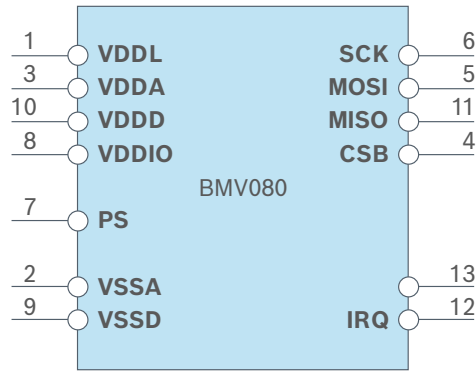 1 VDDL SCK 6
3 VDDA MOSI 5
10 VDDD MISO 11
8 VDDIO CSB 4
BMV080
7 PS
2 VSSA 13
9 VSSD IRQ 12